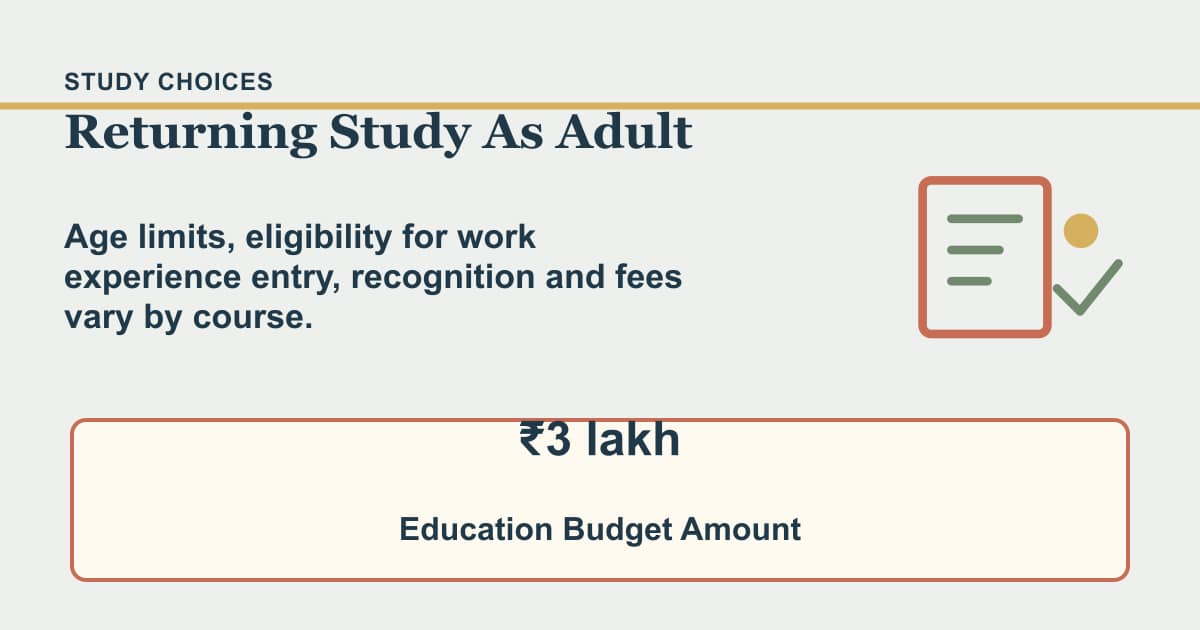 STUDY CHOICES
Returning Study As Adult
Age limits, eligibility for work
experience entry, recognition and fees
vary by course.
₹3 lakh
Education Budget Amount